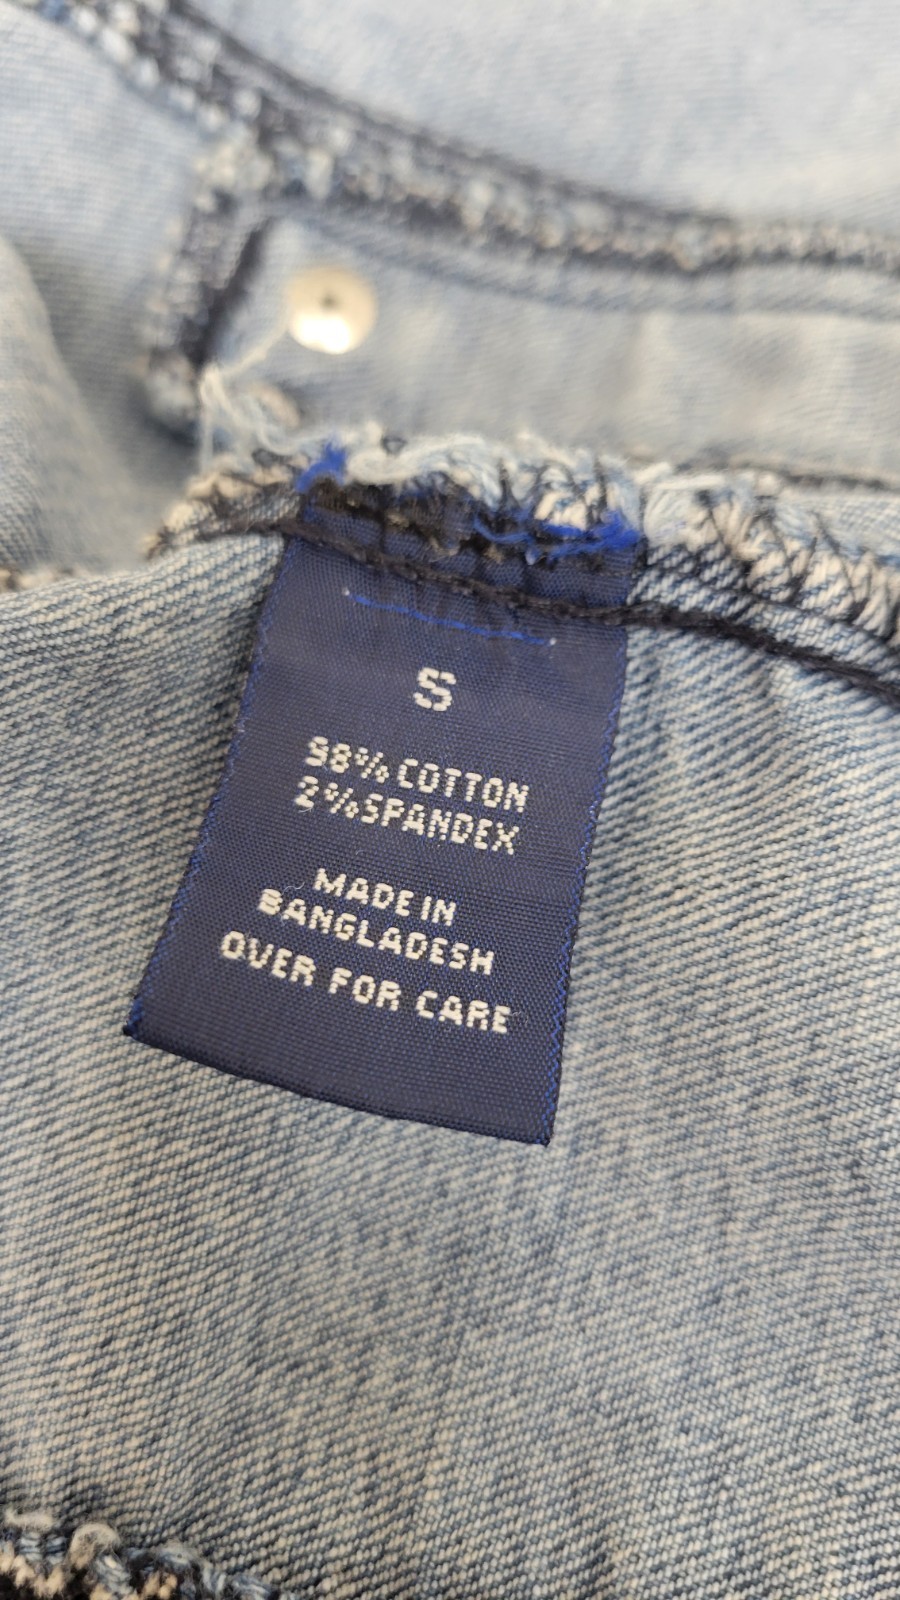 S
98% COTTON
2% SPANDEX
MADE IN
BANGLADESH
OVER FOR CARE